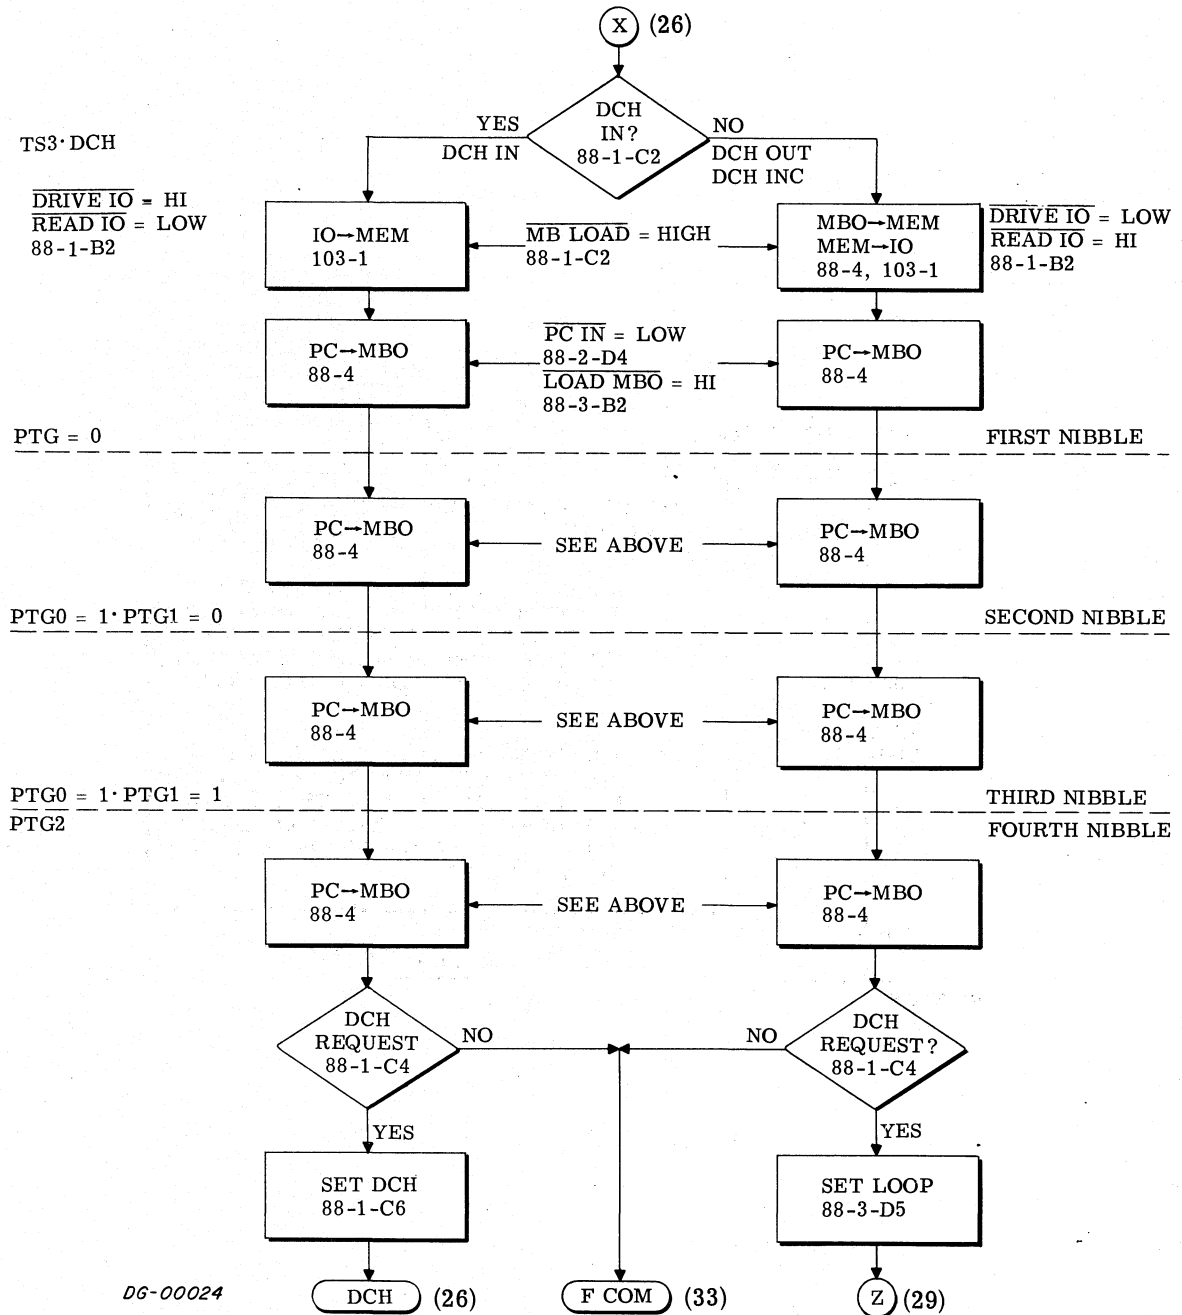 X (26)
DCH
IN?
88-1-C2
YES
DCH IN
NO
DCH OUT
DCH INC
TS3·DCH
DRIVE IO = HI
READ IO = LOW
88-1-B2
IO→MEM
103-1
MB LOAD = HIGH
88-1-C2
MBO→MEM
MEM→IO
88-4, 103-1
DRIVE IO = LOW
READ IO = HI
88-1-B2
PC→MBO
88-4
PC IN = LOW
88-2-D4
LOAD MBO = HI
88-3-B2
PC→MBO
88-4
PTG = 0
FIRST NIBBLE
PC→MBO
88-4
SEE ABOVE
PC→MBO
88-4
PTG0 = 1·PTG1 = 0
SECOND NIBBLE
PC→MBO
88-4
SEE ABOVE
PC→MBO
88-4
PTG0 = 1·PTG1 = 1
THIRD NIBBLE
PTG2
FOURTH NIBBLE
PC→MBO
88-4
SEE ABOVE
PC→MBO
88-4
DCH
REQUEST
88-1-C4
NO
NO
DCH
REQUEST?
88-1-C4
YES
YES
SET DCH
88-1-C6
SET LOOP
88-3-D5
DG-00024
DCH (26)
F COM (33)
Z (29)